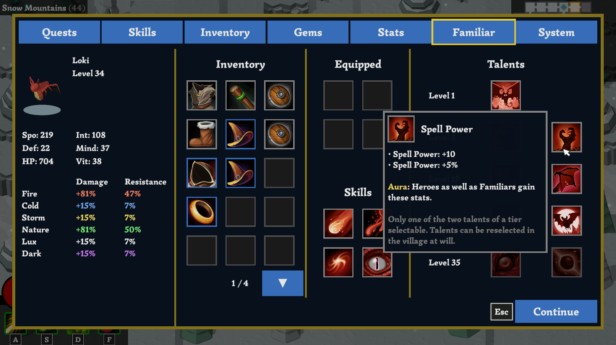 Snow Mountains (44)
Quests
Skills
Inventory
Gems
Stats
Familiar
System
Loki
Level 34
Spo: 219 Int: 108
Def: 22 Mind: 37
HP: 704 Vit: 38
Damage Resistance
Fire +81% 47%
Cold +15% 7%
Storm +15% 7%
Nature +81% 50%
Lux +15% 7%
Dark +15% 7%
Inventory
1 / 4
Equipped
Skills
Talents
Level 1
Spell Power
• Spell Power: +10
• Spell Power: +5%
Aura: Heroes as well as Familiars gain
these stats.
Only one of the two talents of a tier
selectable. Talents can be reselected in
the village at will.
Level 35
Esc
Continue
A S D F